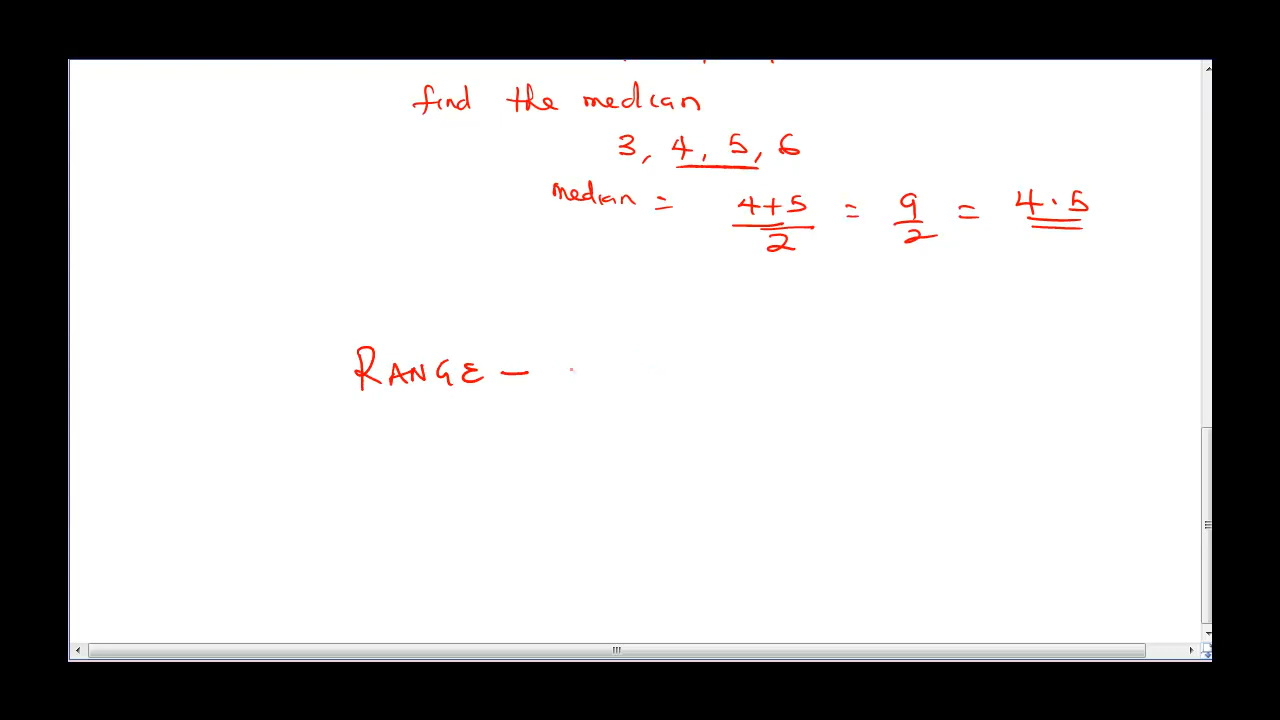 find the median
3, 4, 5, 6
median = 4+5/2 = 9/2 = 4.5
RANGE -